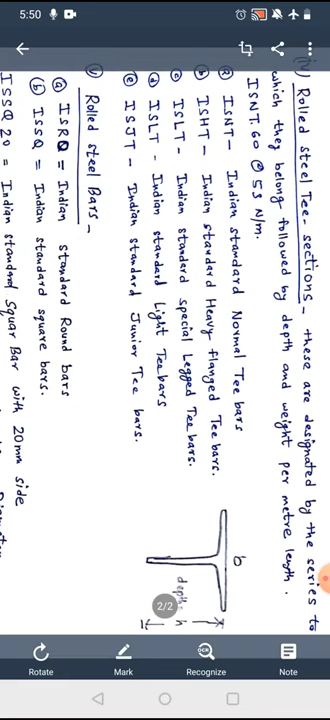 5:50
(iv) Rolled steel Tee-sections - these are designated by the series to
which they belong followed by depth and weight per metre length.
ISNT.60 @ 53 N/m.
ⓐ ISNT - Indian standard Normal Tee bars
ⓑ ISHT - Indian standard Heavy flanged Tee bars.
ⓒ ISLT - Indian standard special Legged Tee bars.
ⓓ ISLT - Indian standard Light Tee bars
ⓔ ISJT - Indian standard Junior Tee bars.
b
depth h
ⓥ Rolled steel Bars -
ⓐ ISRO = Indian standard Round bars
ⓑ ISSQ = Indian standard square bars.
ISSQ 20 = Indian standard Squar Bar with 20mm side
2/2
Rotate
Mark
OCR
Recognize
Note